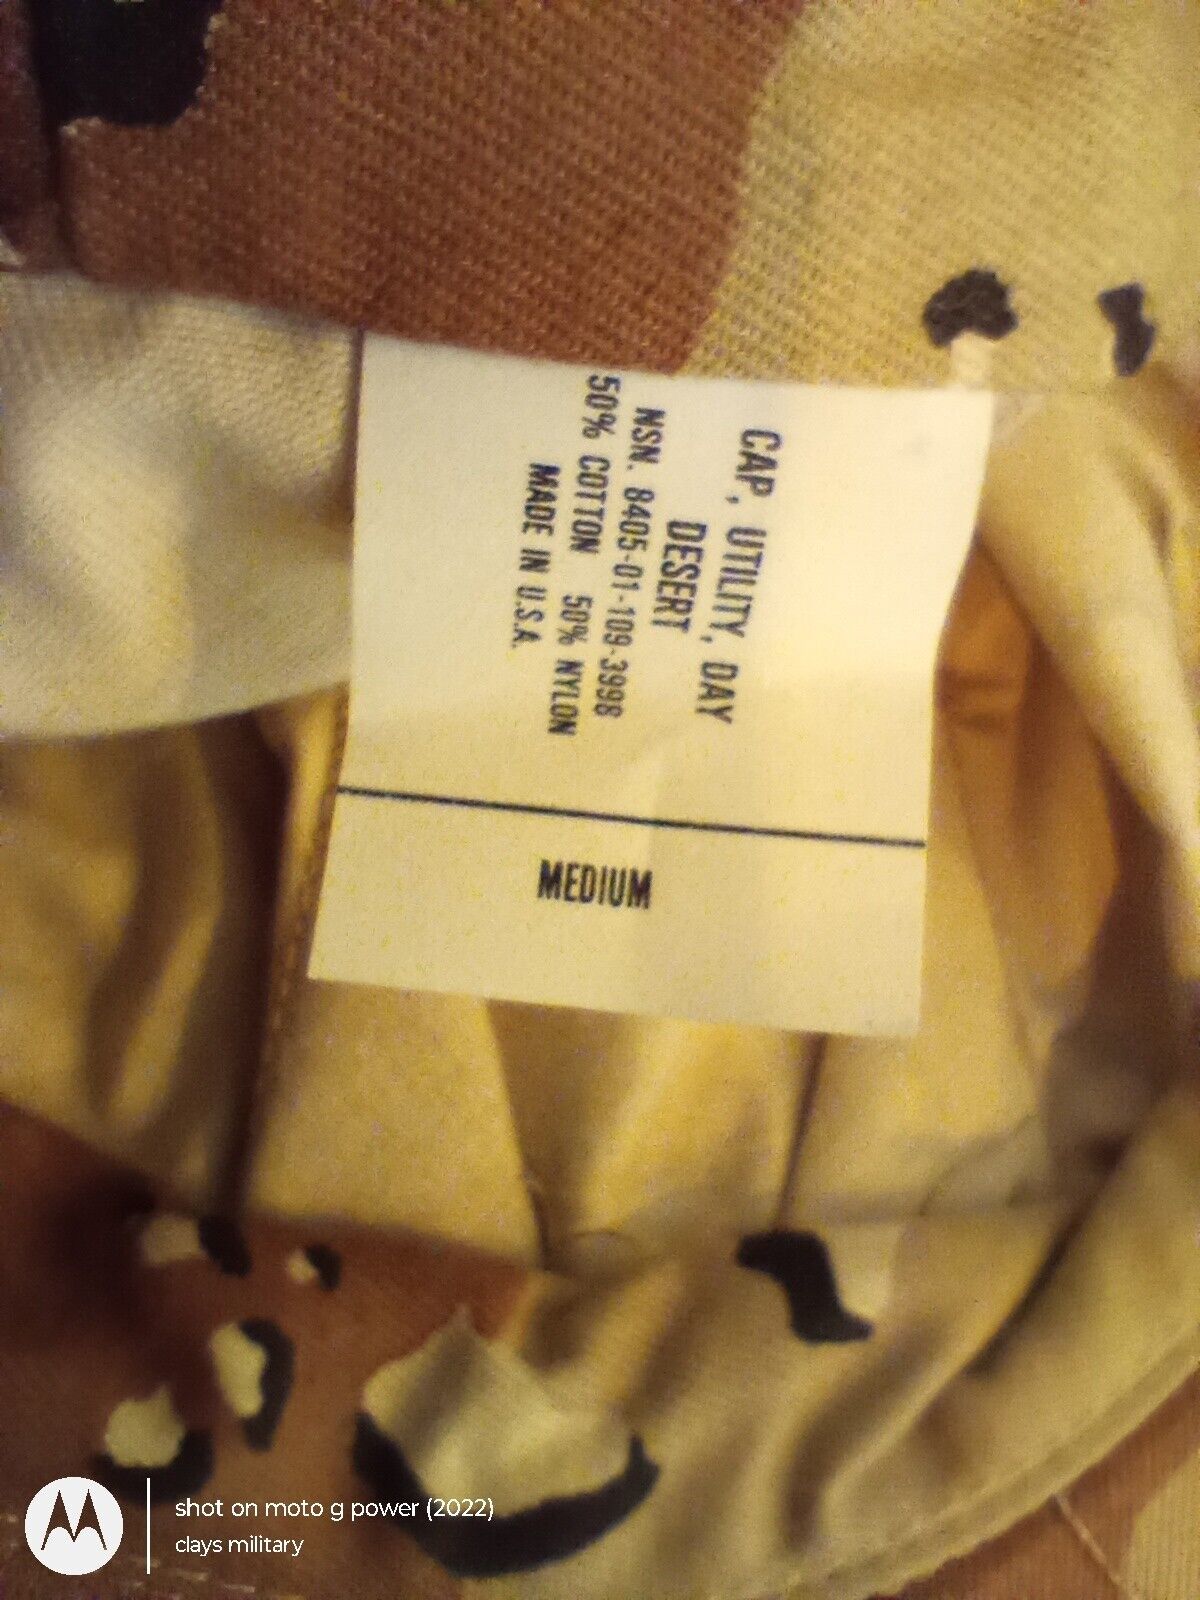 CAP, UTILITY, DAY
DESERT
NSN. 8405-01-109-3998
50% COTTON 50% NYLON
MADE IN U.S.A.
MEDIUM
shot on moto g power (2022)
clays military